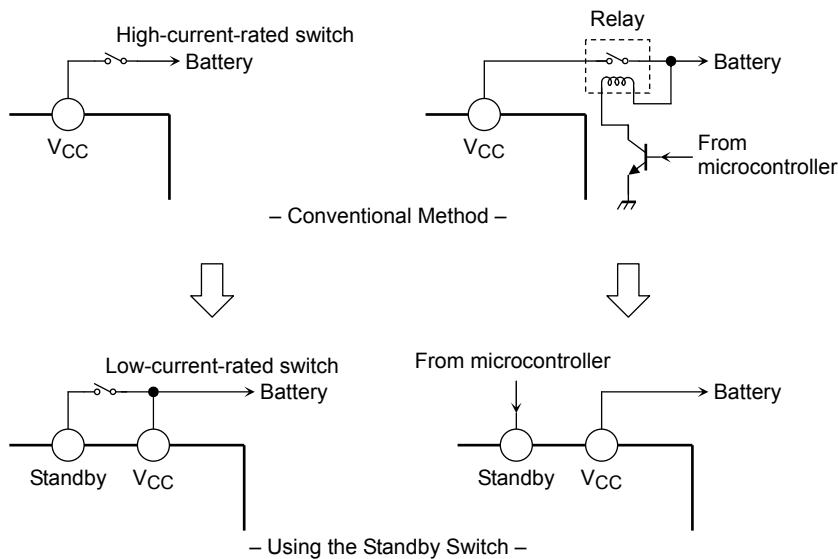 High-current-rated switch
Battery
VCC
Relay
Battery
VCC
From
microcontroller
– Conventional Method –
Low-current-rated switch
Battery
Standby
VCC
From microcontroller
Battery
Standby
VCC
– Using the Standby Switch –